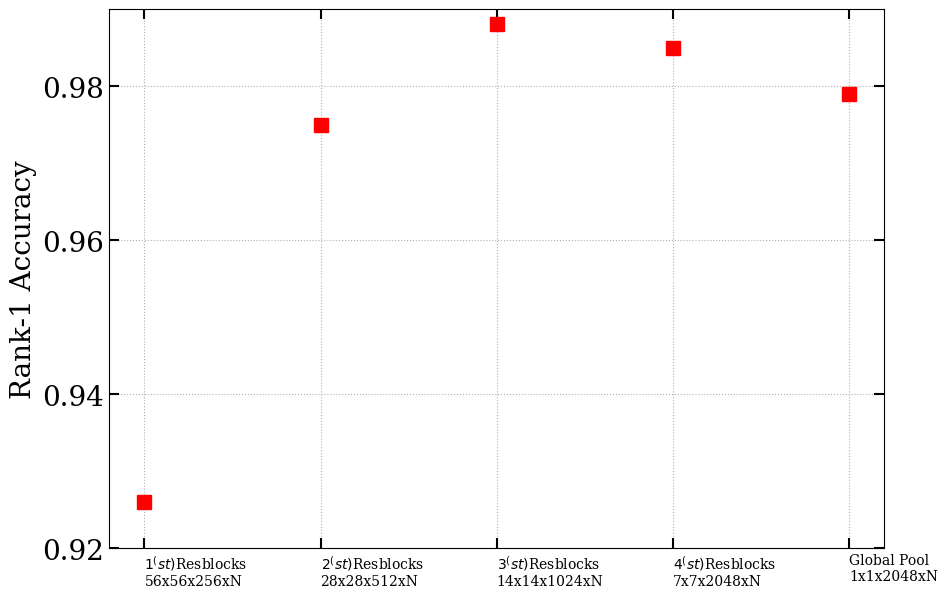 Rank-1 Accuracy
0.98
0.96
0.94
0.92
1⁽st)Resblocks
56x56x256xN
2⁽st)Resblocks
28x28x512xN
3⁽st)Resblocks
14x14x1024xN
4⁽st)Resblocks
7x7x2048xN
Global Pool
1x1x2048xN